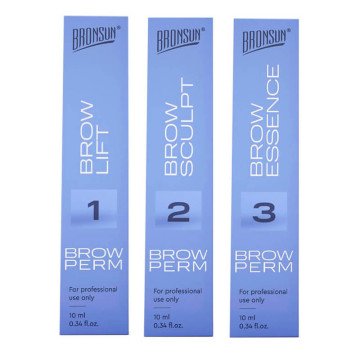 BRONSUN®
BROW
LIFT
1
BROW
PERM
For professional
use only
10 ml
0.34 fl.oz.
BRONSUN®
BROW
SCULPT
2
BROW
PERM
For professional
use only
10 ml
0.34 fl.oz.
BRONSUN®
BROW
ESSENCE
3
BROW
PERM
For professional
use only
10 ml
0.34 fl.oz.